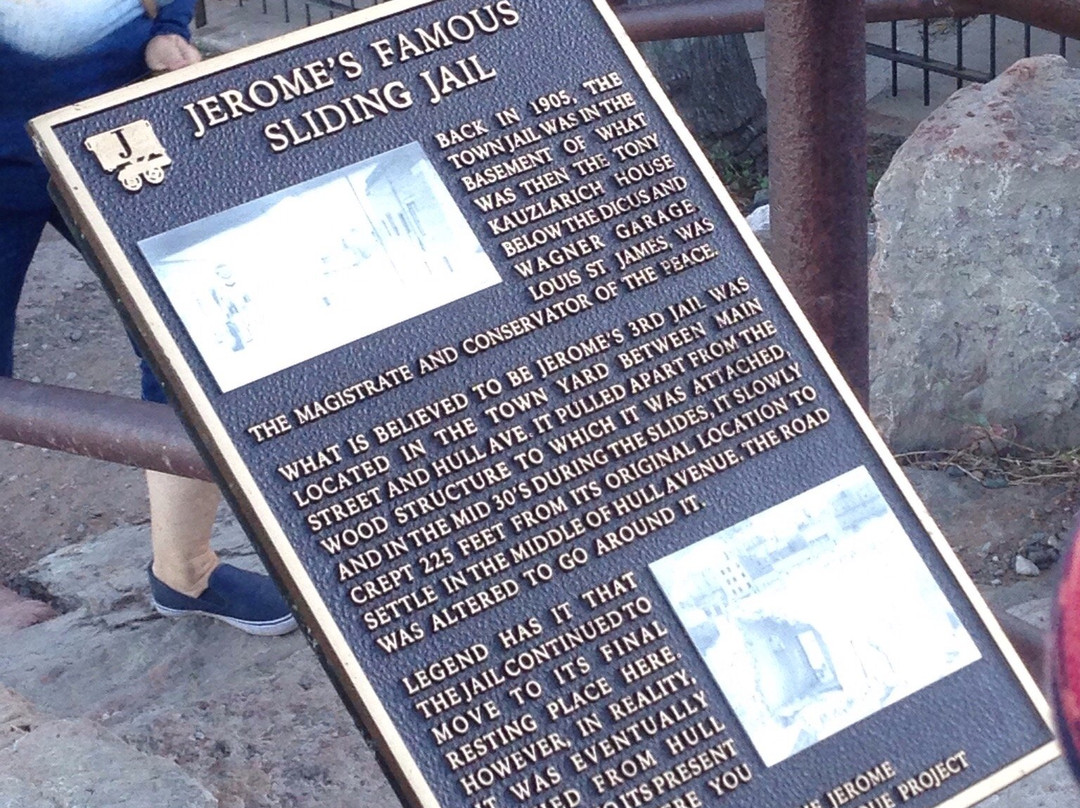 JEROME'S FAMOUS
SLIDING JAIL
J
BACK IN 1905, THE
TOWN JAIL WAS IN THE
BASEMENT OF WHAT
WAS THEN THE TONY
KAUZLARICH HOUSE
BELOW THE DICUS AND
WAGNER GARAGE.
LOUIS ST. JAMES, WAS
THE MAGISTRATE AND CONSERVATOR OF THE PEACE.
WHAT IS BELIEVED TO BE JEROME'S 3RD JAIL WAS
LOCATED IN THE TOWN YARD BETWEEN MAIN
STREET AND HULL AVE. IT PULLED APART FROM THE
WOOD STRUCTURE TO WHICH IT WAS ATTACHED,
AND IN THE MID 30'S DURING THE SLIDES, IT SLOWLY
CREPT 225 FEET FROM ITS ORIGINAL LOCATION TO
SETTLE IN THE MIDDLE OF HULL AVENUE. THE ROAD
WAS ALTERED TO GO AROUND IT.
LEGEND HAS IT THAT
THE JAIL CONTINUED TO
MOVE TO ITS FINAL
RESTING PLACE HERE.
HOWEVER, IN REALITY,
IT WAS EVENTUALLY
FROM HULL
ITS PRESENT
YOU
JEROME
PROJECT